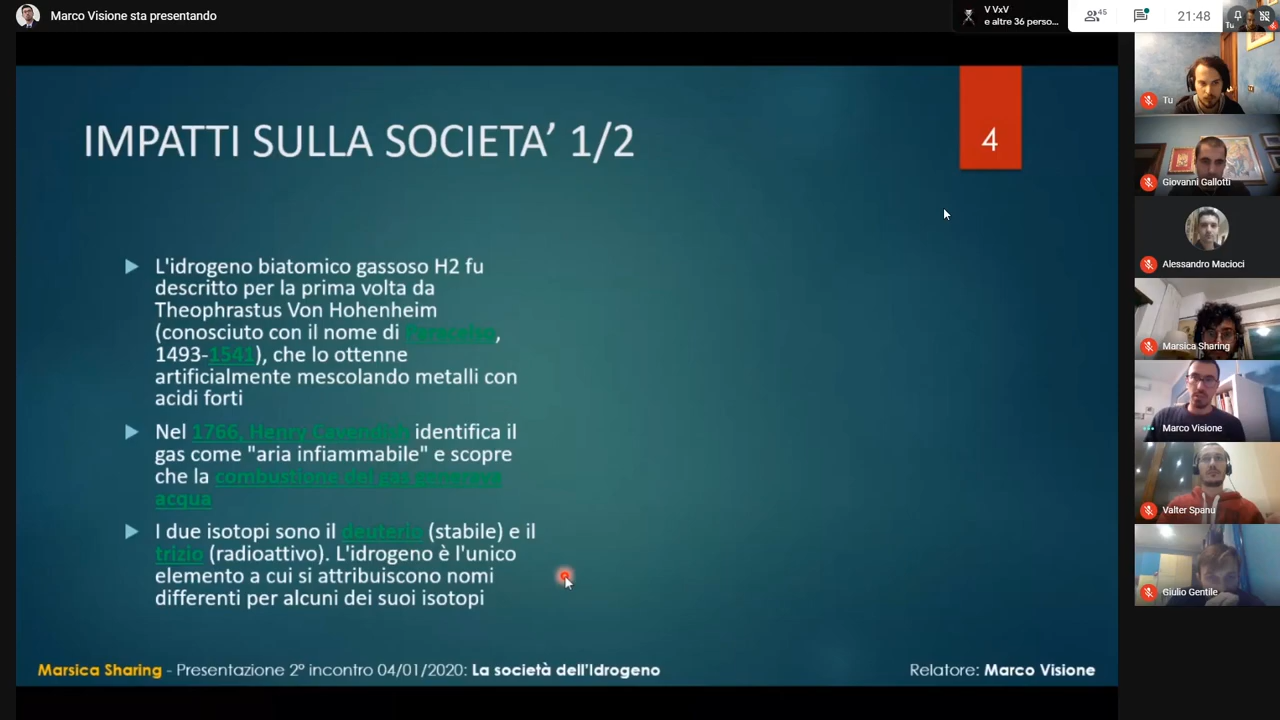 Marco Visione sta presentando
V VxV
e altre 36 perso...
45
21:48
Tu
IMPATTI SULLA SOCIETA’ 1/2
4
L'idrogeno biatomico gassoso H2 fu
descritto per la prima volta da
Theophrastus Von Hohenheim
(conosciuto con il nome di Paracelso,
1493-1541), che lo ottenne
artificialmente mescolando metalli con
acidi forti
Nel 1766, Henry Cavendish identifica il
gas come "aria infiammabile" e scopre
che la combustione del gas generava
acqua
I due isotopi sono il deuterio (stabile) e il
trizio (radioattivo). L'idrogeno è l'unico
elemento a cui si attribuiscono nomi
differenti per alcuni dei suoi isotopi
Marsica Sharing - Presentazione 2° incontro 04/01/2020: La società dell'Idrogeno
Relatore: Marco Visione
Tu
Giovanni Gallotti
Alessandro Macioci
Marsica Sharing
Marco Visione
Valter Spanu
Giulio Gentile